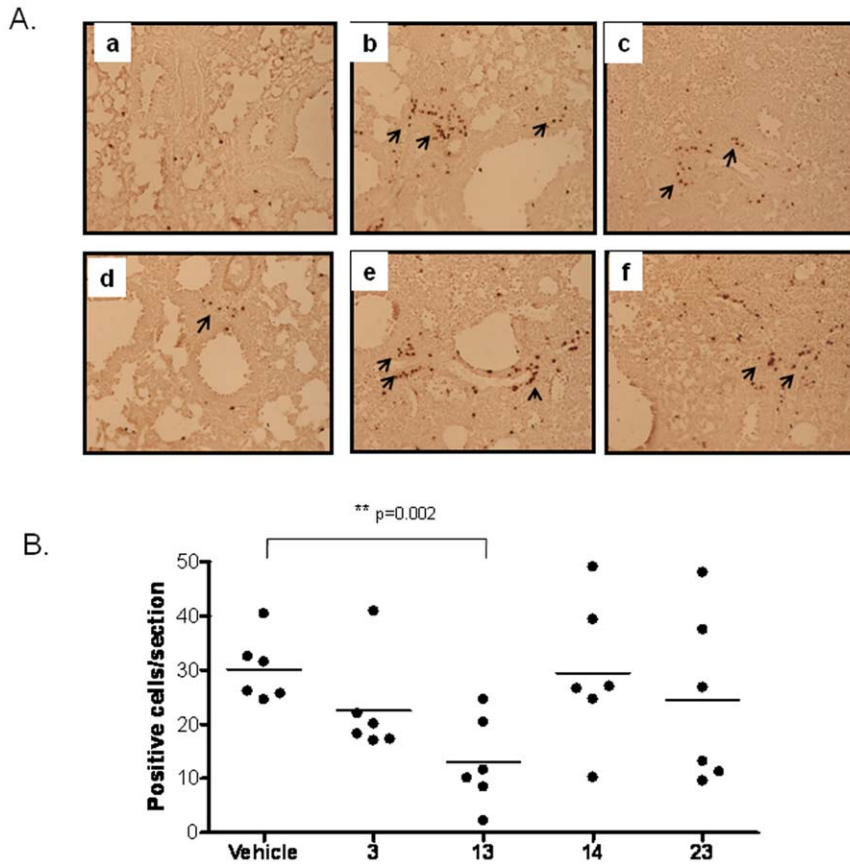 A.
a
b
c
d
e
f
B.
** p=0.002
Positive cells/section
50
40
30
20
10
0
Vehicle 3 13 14 23